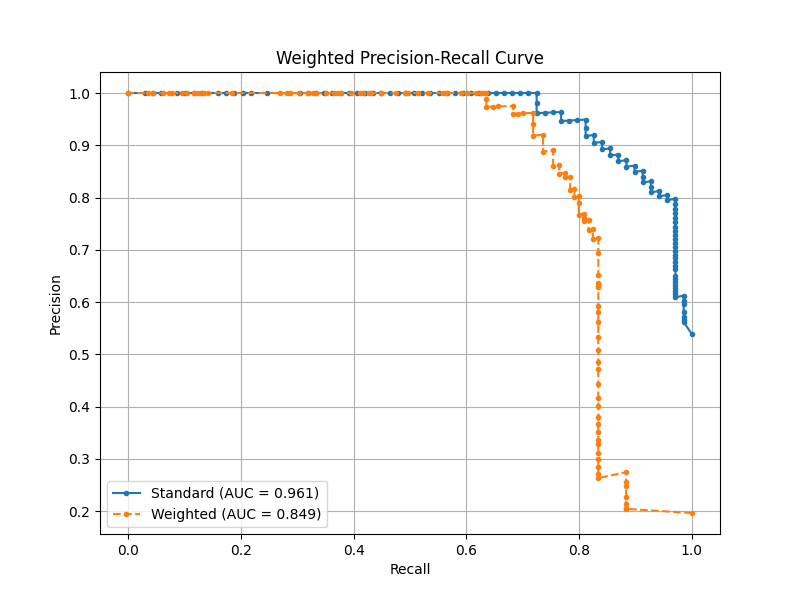 Weighted Precision-Recall Curve
1.0
0.9
0.8
0.7
0.6
0.5
0.4
0.3
0.2
Precision
Standard (AUC = 0.961)
Weighted (AUC = 0.849)
0.0 0.2 0.4 0.6 0.8 1.0
Recall